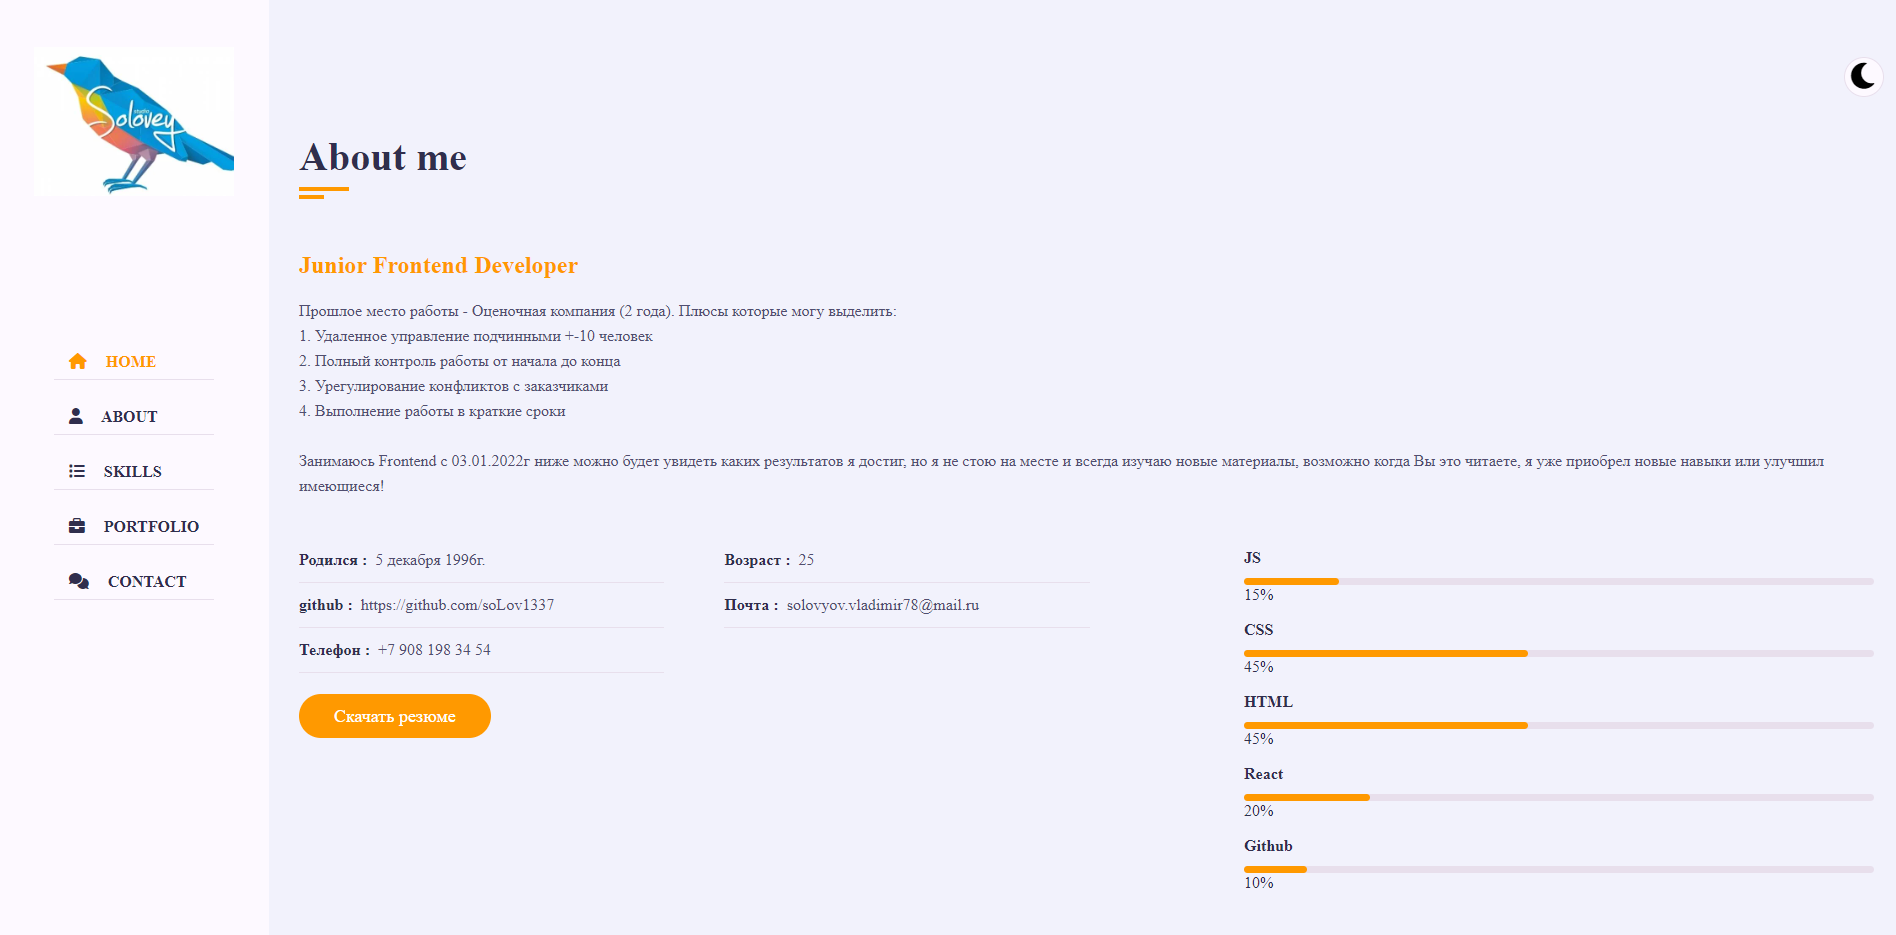 studio
Solovey
HOME
ABOUT
SKILLS
PORTFOLIO
CONTACT
About me
Junior Frontend Developer
Прошлое место работы - Оценочная компания (2 года). Плюсы которые могу выделить:
1. Удаленное управление подчинными +-10 человек
2. Полный контроль работы от начала до конца
3. Урегулирование конфликтов с заказчиками
4. Выполнение работы в краткие сроки
Занимаюсь Frontend с 03.01.2022г ниже можно будет увидеть каких результатов я достиг, но я не стою на месте и всегда изучаю новые материалы, возможно когда Вы это читаете, я уже приобрел новые навыки или улучшил
имеющиеся!
Родился : 5 декабря 1996г.
Возраст : 25
github : https://github.com/soLov1337
Почта : solovyov.vladimir78@mail.ru
Телефон : +7 908 198 34 54
Скачать резюме
JS
15%
CSS
45%
HTML
45%
React
20%
Github
10%